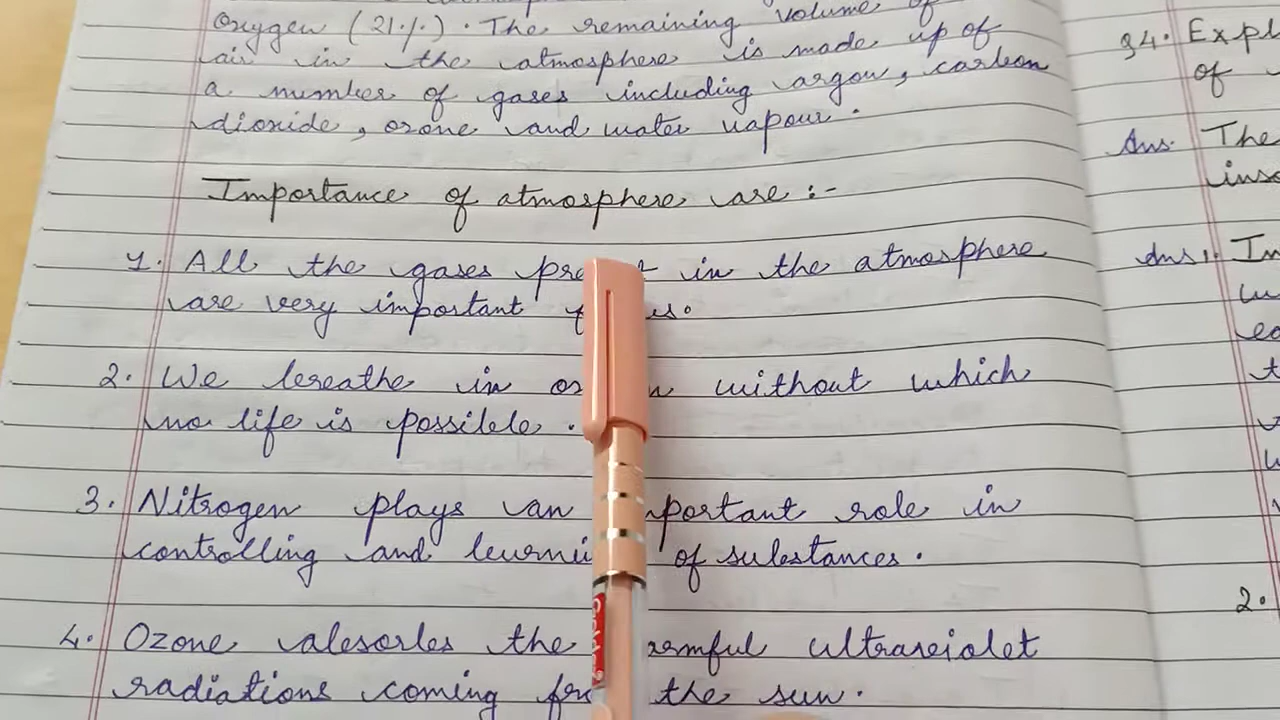 oxygen (21%). The remaining volume of
air in the atmosphere is made up of
a number of gases including argon, carbon
dioxide, ozone and water vapour.
Importance of atmosphere are :-
1. All the gases in the atmosphere
are very important
2. We breathe in without which
no life is possible.
3. Nitrogen plays an role in
controlling and of substances.
4. Ozone absorbs the ultraviolet
radiations coming the sun.
34.
of
Ans. The
Ans 1.
2.